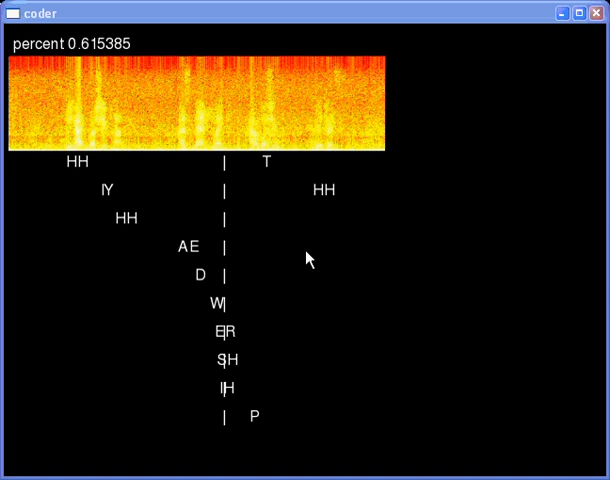 coder
percent 0.615385
HH | T
IY | HH
HH |
AE |
D |
W|
ER
SH
IH
| P